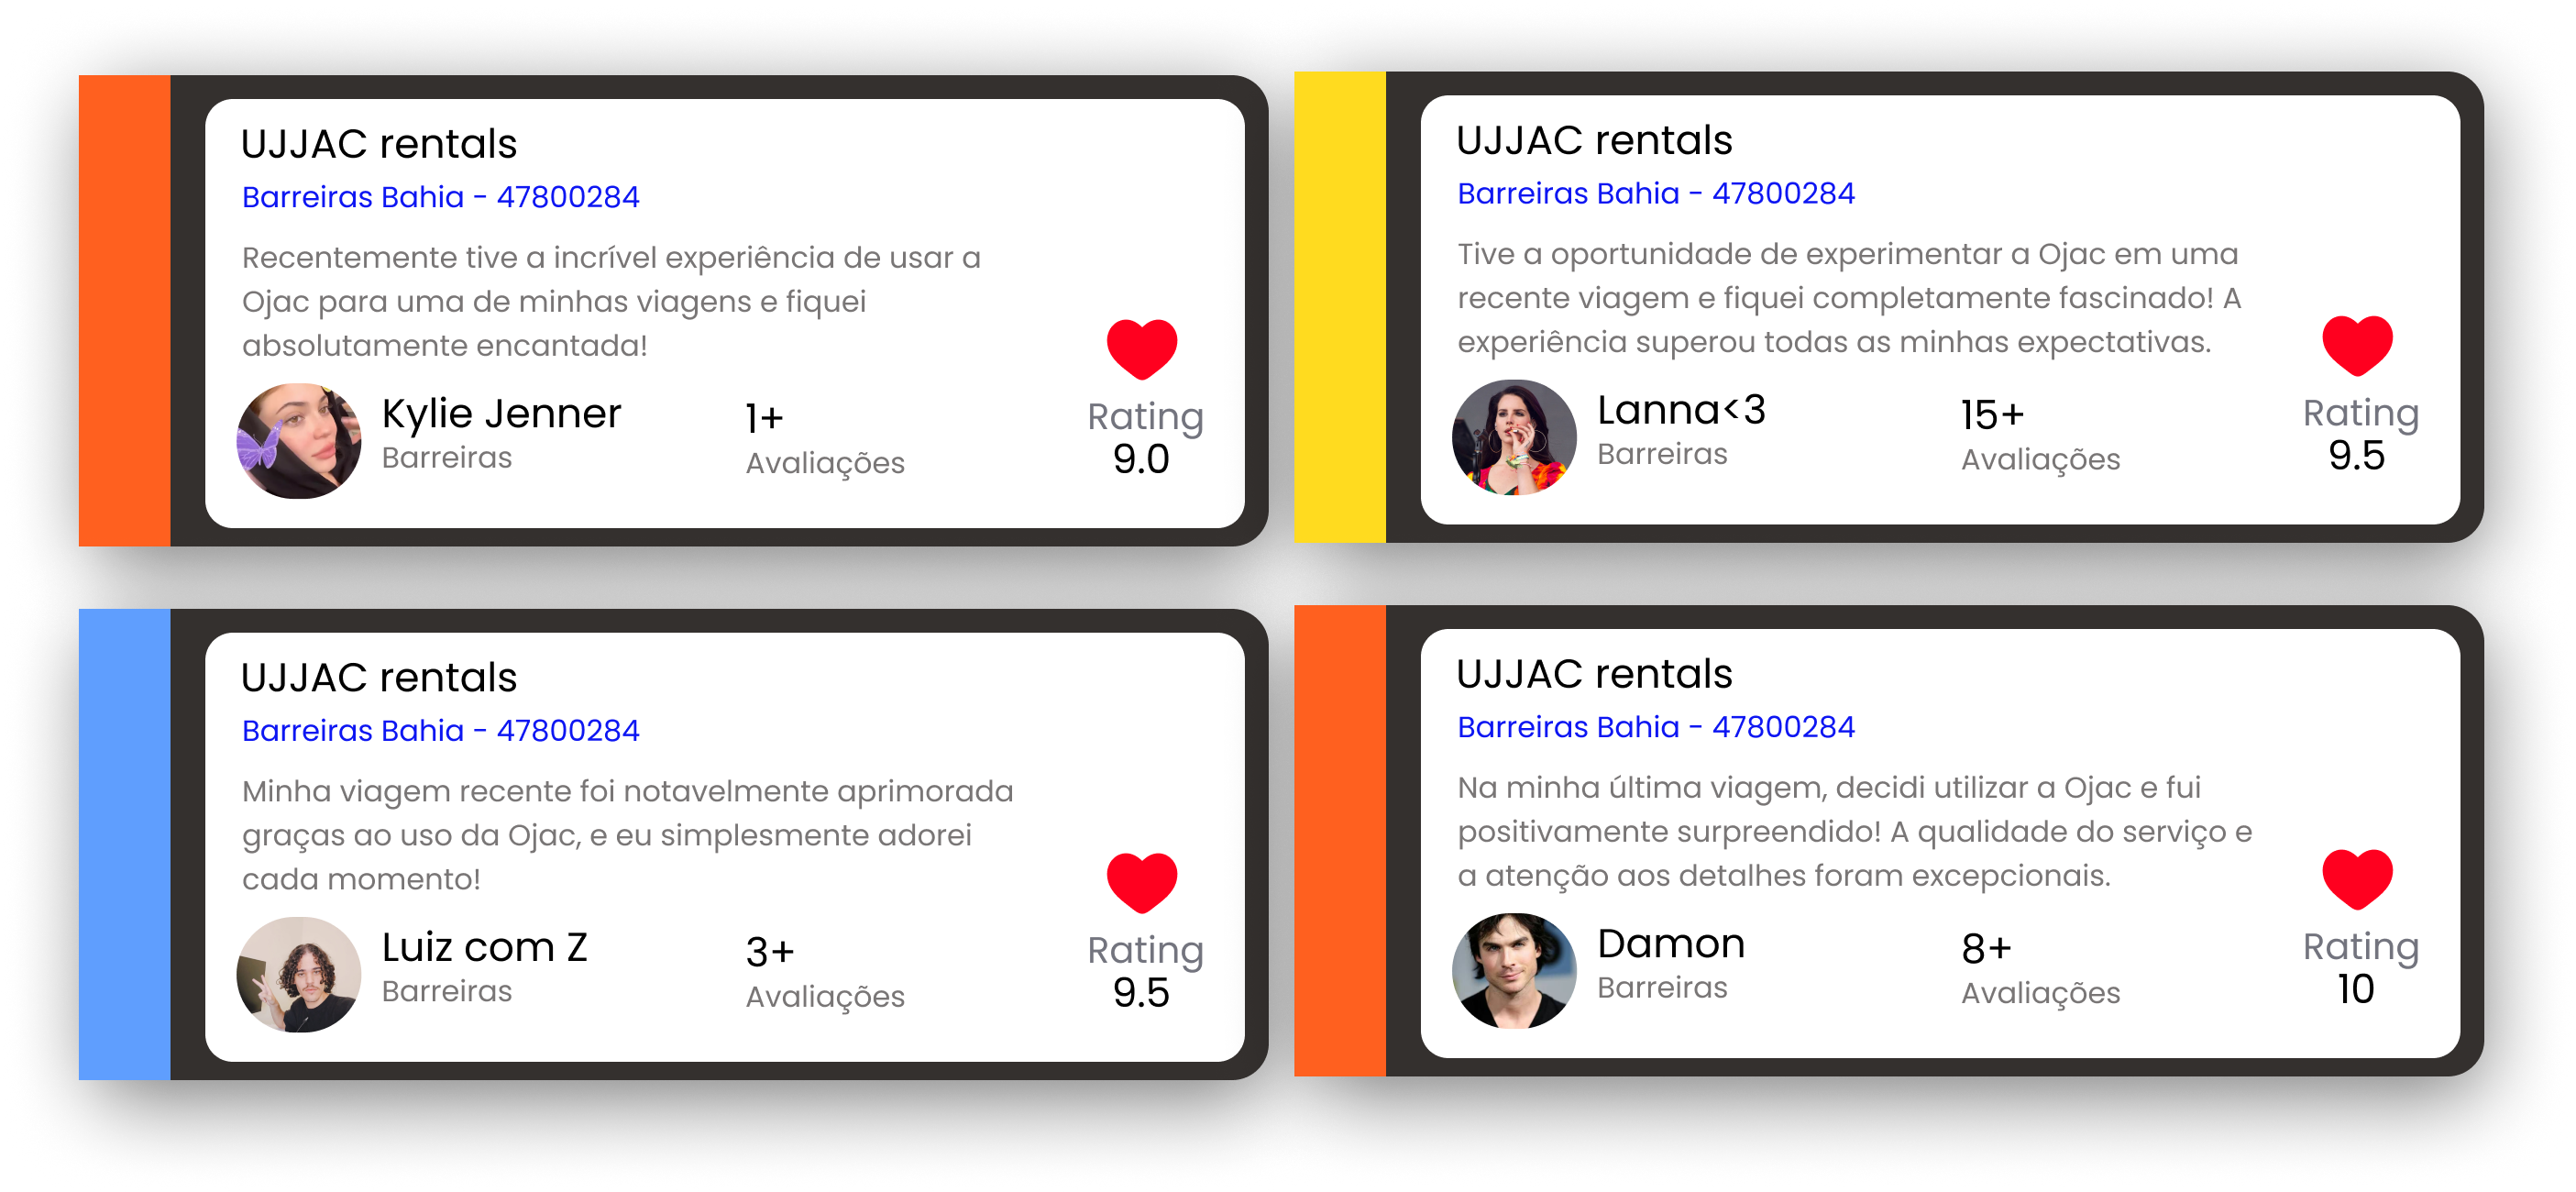 UJJAC rentals
Barreiras Bahia - 47800284
Recentemente tive a incrível experiência de usar a
Ojac para uma de minhas viagens e fiquei
absolutamente encantada!
Kylie Jenner
Barreiras
1+
Avaliações
Rating
9.0
UJJAC rentals
Barreiras Bahia - 47800284
Tive a oportunidade de experimentar a Ojac em uma
recente viagem e fiquei completamente fascinado! A
experiência superou todas as minhas expectativas.
Lanna<3
Barreiras
15+
Avaliações
Rating
9.5
UJJAC rentals
Barreiras Bahia - 47800284
Minha viagem recente foi notavelmente aprimorada
graças ao uso da Ojac, e eu simplesmente adorei
cada momento!
Luiz com Z
Barreiras
3+
Avaliações
Rating
9.5
UJJAC rentals
Barreiras Bahia - 47800284
Na minha última viagem, decidi utilizar a Ojac e fui
positivamente surpreendido! A qualidade do serviço e
a atenção aos detalhes foram excepcionais.
Damon
Barreiras
8+
Avaliações
Rating
10